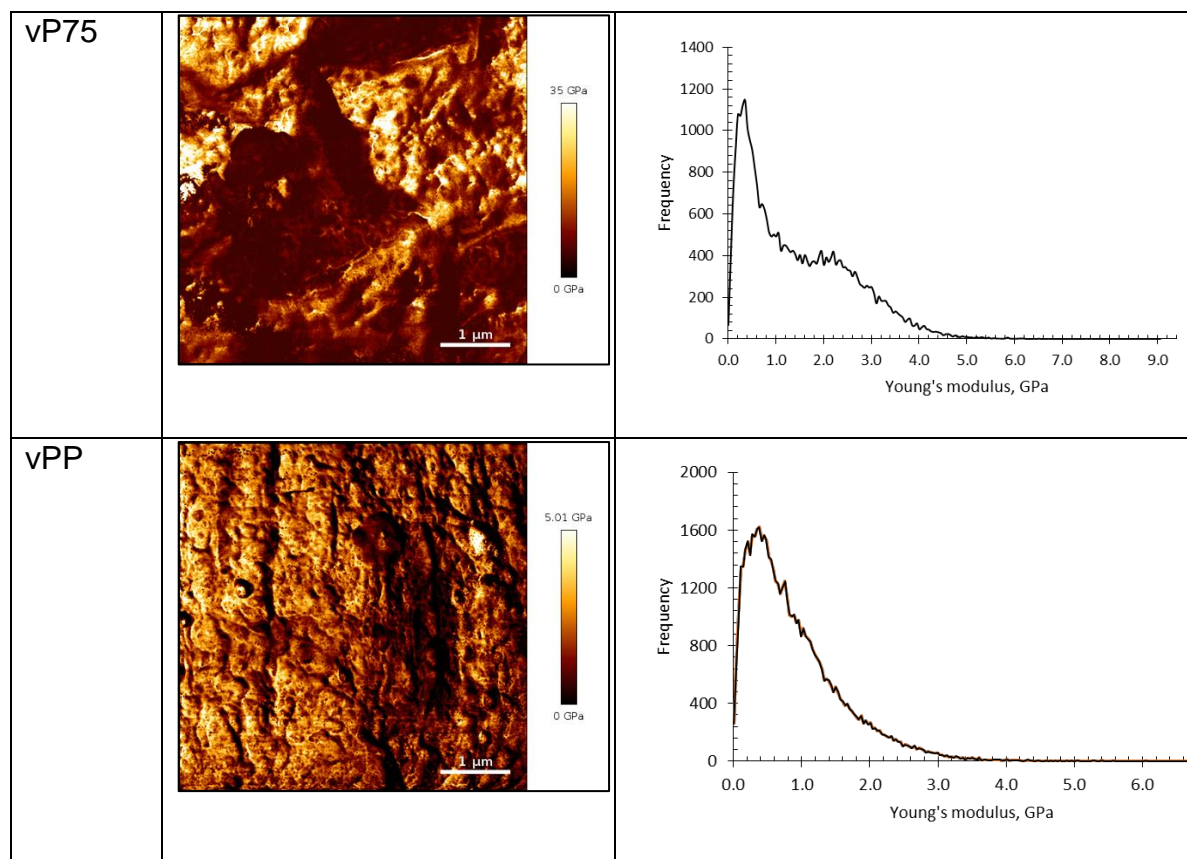 vP75
35 GPa
0 GPa
1 µm
1400
1200
1000
800
600
400
200
0
Frequency
0.0 1.0 2.0 3.0 4.0 5.0 6.0 7.0 8.0 9.0
Young's modulus, GPa
vPP
5.01 GPa
0 GPa
1 µm
2000
1600
1200
800
400
0
Frequency
0.0 1.0 2.0 3.0 4.0 5.0 6.0
Young's modulus, GPa